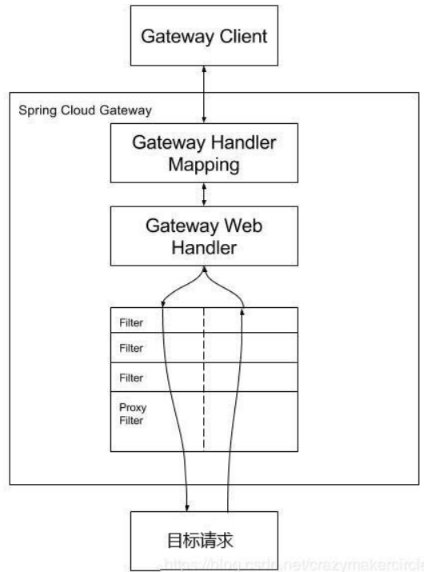 Gateway Client
Spring Cloud Gateway
Gateway Handler
Mapping
Gateway Web
Handler
Filter
Filter
Filter
Proxy
Filter
目标请求
https://blog.csdn.net/crazymakercircle